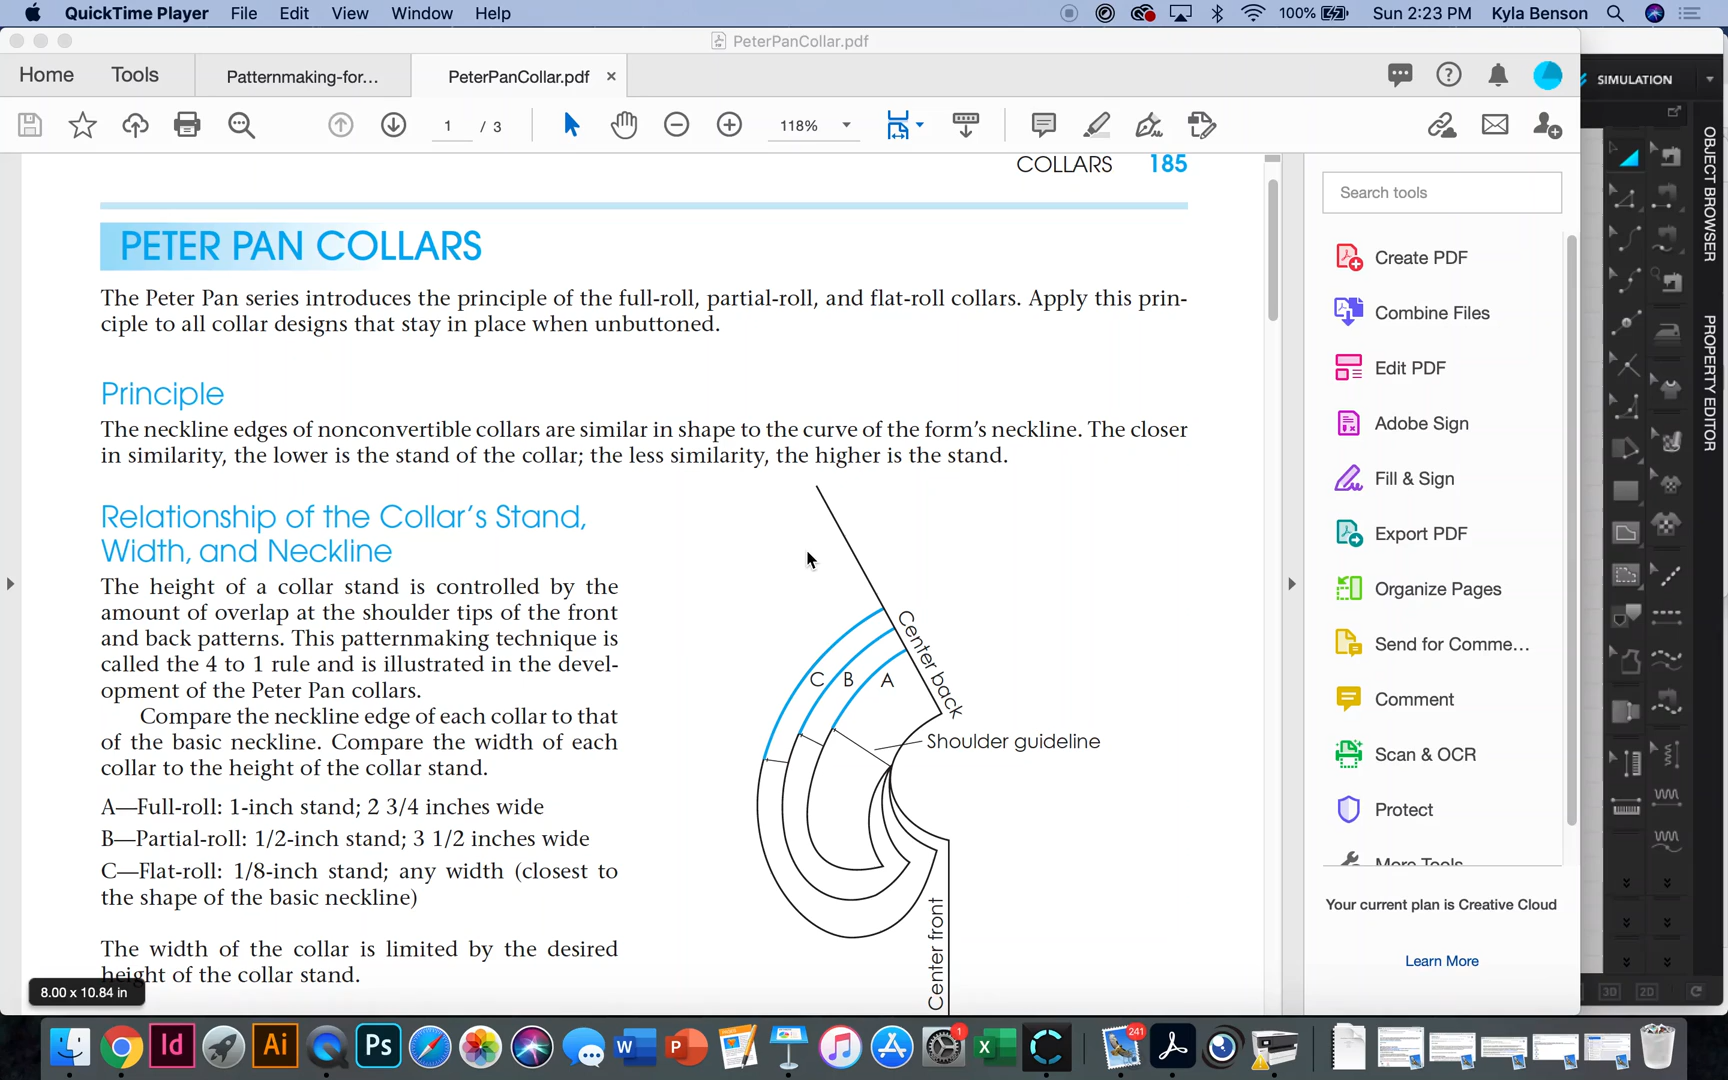 QuickTime Player File Edit View Window Help 100% Sun 2:23 PM Kyla Benson
PeterPanCollar.pdf
Home Tools Patternmaking-for... PeterPanCollar.pdf ×
SIMULATION
1 / 3 118%
COLLARS 185
PETER PAN COLLARS
The Peter Pan series introduces the principle of the full-roll, partial-roll, and flat-roll collars. Apply this prin-
ciple to all collar designs that stay in place when unbuttoned.
Principle
The neckline edges of nonconvertible collars are similar in shape to the curve of the form's neckline. The closer
in similarity, the lower is the stand of the collar; the less similarity, the higher is the stand.
Relationship of the Collar's Stand,
Width, and Neckline
The height of a collar stand is controlled by the
amount of overlap at the shoulder tips of the front
and back patterns. This patternmaking technique is
called the 4 to 1 rule and is illustrated in the devel-
opment of the Peter Pan collars.
Compare the neckline edge of each collar to that
of the basic neckline. Compare the width of each
collar to the height of the collar stand.
A—Full-roll: 1-inch stand; 2 3/4 inches wide
B—Partial-roll: 1/2-inch stand; 3 1/2 inches wide
C—Flat-roll: 1/8-inch stand; any width (closest to
the shape of the basic neckline)
The width of the collar is limited by the desired
height of the collar stand.
8.00 x 10.84 in
Center back
C B A
Shoulder guideline
Center front
Search tools
Create PDF
Combine Files
Edit PDF
Adobe Sign
Fill & Sign
Export PDF
Organize Pages
Send for Comme...
Comment
Scan & OCR
Protect
More Tools
Your current plan is Creative Cloud
Learn More
OBJECT BROWSER
PROPERTY EDITOR
3D 2D
Id Ai Ps W P X
1
241